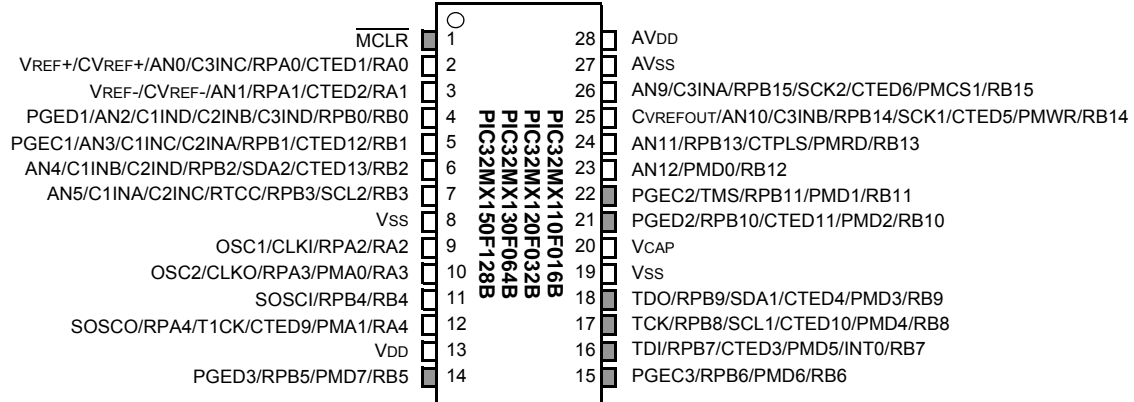 MCLR 1
VREF+/CVREF+/AN0/C3INC/RPA0/CTED1/RA0 2
VREF-/CVREF-/AN1/RPA1/CTED2/RA1 3
PGED1/AN2/C1IND/C2INB/C3IND/RPB0/RB0 4
PGEC1/AN3/C1INC/C2INA/RPB1/CTED12/RB1 5
AN4/C1INB/C2IND/RPB2/SDA2/CTED13/RB2 6
AN5/C1INA/C2INC/RTCC/RPB3/SCL2/RB3 7
VSS 8
OSC1/CLKI/RPA2/RA2 9
OSC2/CLKO/RPA3/PMA0/RA3 10
SOSCI/RPB4/RB4 11
SOSCO/RPA4/T1CK/CTED9/PMA1/RA4 12
VDD 13
PGED3/RPB5/PMD7/RB5 14
PIC32MX110F016B
PIC32MX120F032B
PIC32MX130F064B
PIC32MX150F128B
28 AVDD
27 AVSS
26 AN9/C3INA/RPB15/SCK2/CTED6/PMCS1/RB15
25 CVREFOUT/AN10/C3INB/RPB14/SCK1/CTED5/PMWR/RB14
24 AN11/RPB13/CTPLS/PMRD/RB13
23 AN12/PMD0/RB12
22 PGEC2/TMS/RPB11/PMD1/RB11
21 PGED2/RPB10/CTED11/PMD2/RB10
20 VCAP
19 VSS
18 TDO/RPB9/SDA1/CTED4/PMD3/RB9
17 TCK/RPB8/SCL1/CTED10/PMD4/RB8
16 TDI/RPB7/CTED3/PMD5/INT0/RB7
15 PGEC3/RPB6/PMD6/RB6